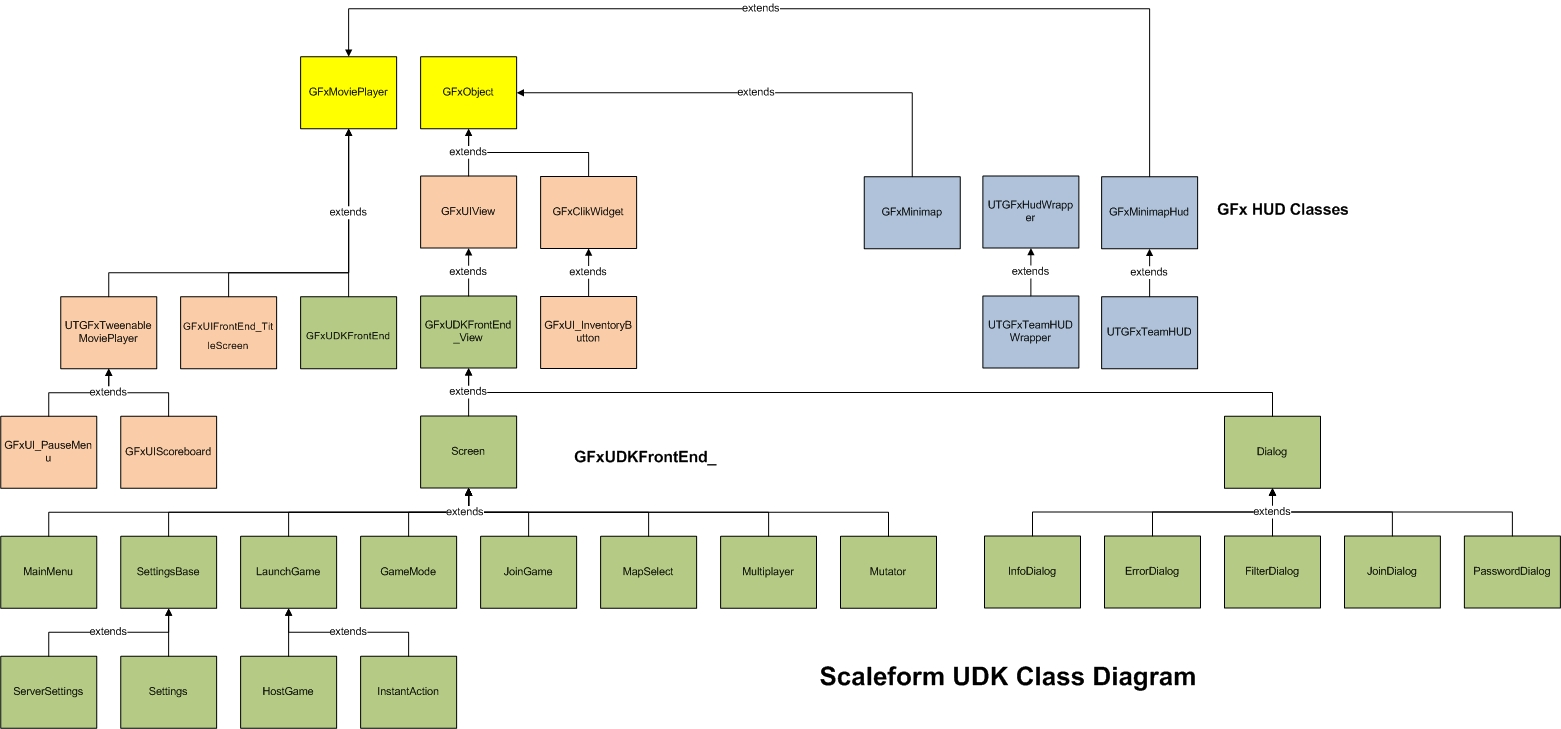 extends
GFxMoviePlayer
GFxObject
extends
extends
GFxUIView
GFxClikWidget
GFxMinimap
UTGFxHudWrapp
er
GFxMinimapHud
GFx HUD Classes
extends
extends
extends
extends
extends
UTGFxTweenable
MoviePlayer
GFxUIFrontEnd_Tit
leScreen
GFxUDKFrontEnd
GFxUDKFrontEnd
_View
GFxUI_InventoryB
utton
UTGFxTeamHUD
Wrapper
UTGFxTeamHUD
extends
extends
GFxUI_PauseMen
u
GFxUIScoreboard
Screen
GFxUDKFrontEnd_
Dialog
extends
extends
MainMenu
SettingsBase
LaunchGame
GameMode
JoinGame
MapSelect
Multiplayer
Mutator
InfoDialog
ErrorDialog
FilterDialog
JoinDialog
PasswordDialog
extends
extends
ServerSettings
Settings
HostGame
InstantAction
Scaleform UDK Class Diagram